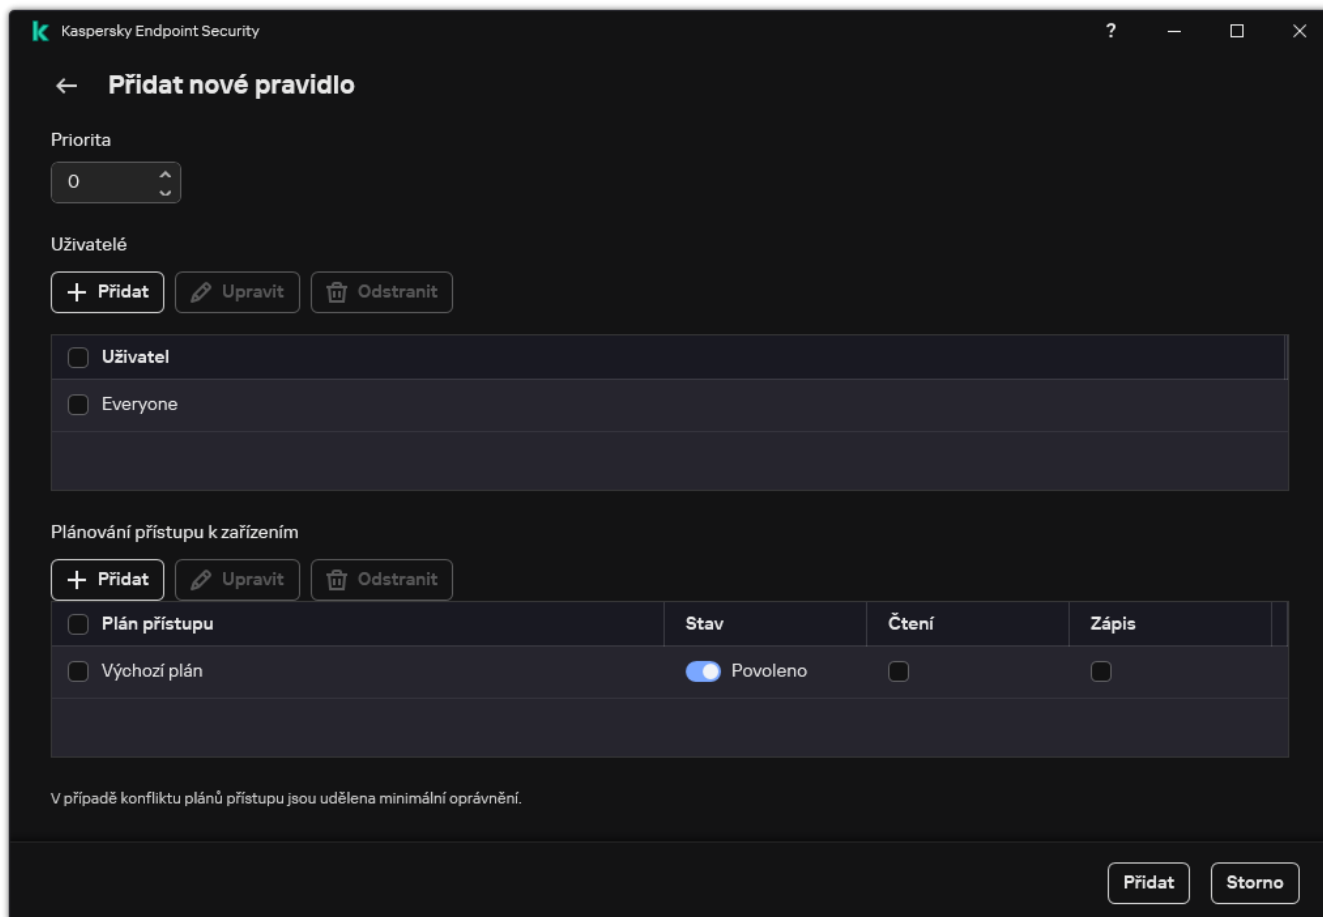 Kaspersky Endpoint Security ?
Přidat nové pravidlo
Priorita
0
Uživatelé
Přidat Upravit Odstranit
Uživatel
Everyone
Plánování přístupu k zařízením
Přidat Upravit Odstranit
Plán přístupu Stav Čtení Zápis
Výchozí plán Povoleno
V případě konfliktu plánů přístupu jsou udělena minimální oprávnění.
Přidat Storno